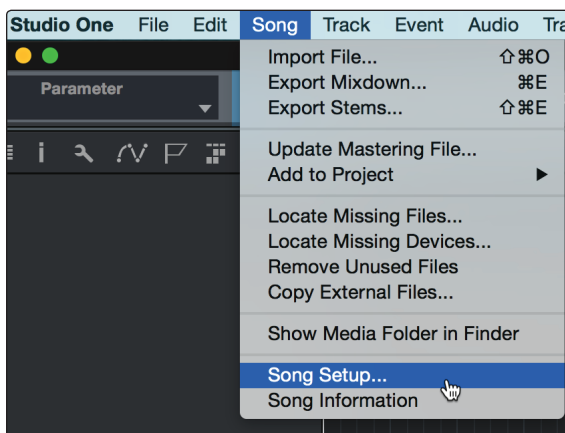 Studio One File Edit Song Track Event Audio Tra
Parameter
Import File... ⇧⌘O
Export Mixdown... ⌘E
Export Stems... ⇧⌘E
Update Mastering File...
Add to Project ▶
Locate Missing Files...
Locate Missing Devices...
Remove Unused Files
Copy External Files...
Show Media Folder in Finder
Song Setup...
Song Information